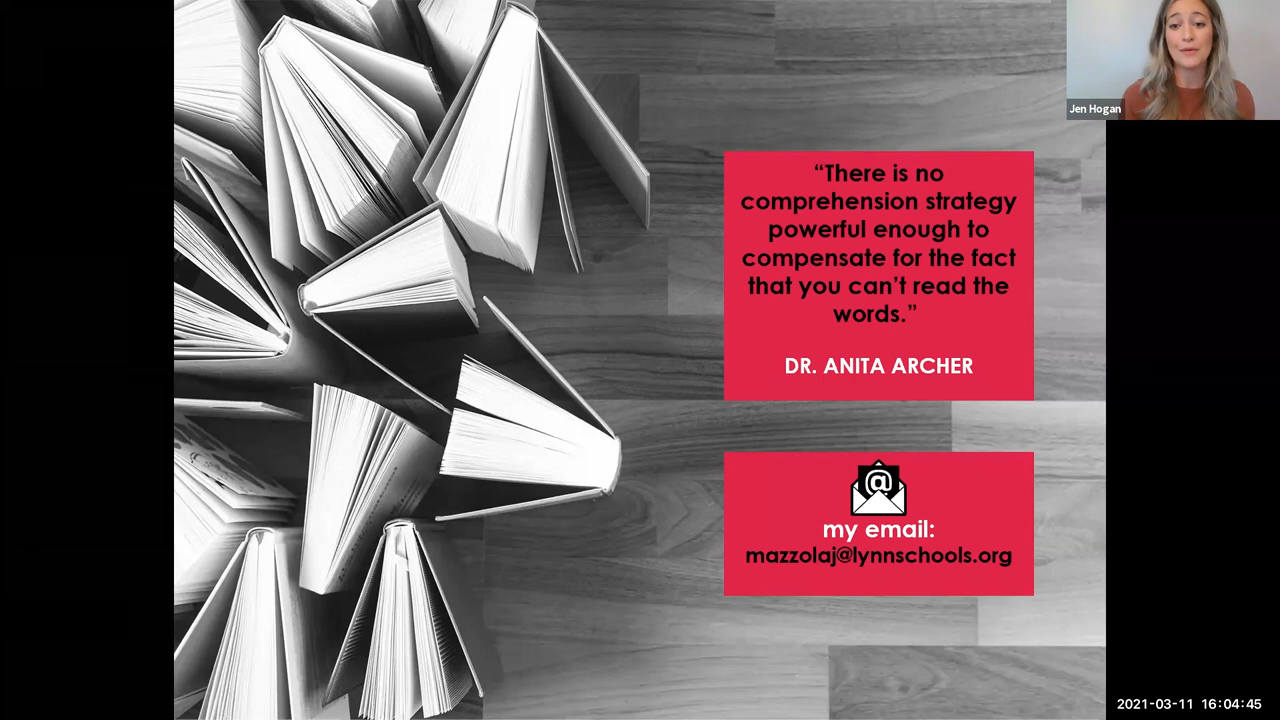 Jen Hogan
“There is no
comprehension strategy
powerful enough to
compensate for the fact
that you can’t read the
words.”
DR. ANITA ARCHER
@
my email:
mazzolaj@lynnschools.org
2021-03-11 16:04:45